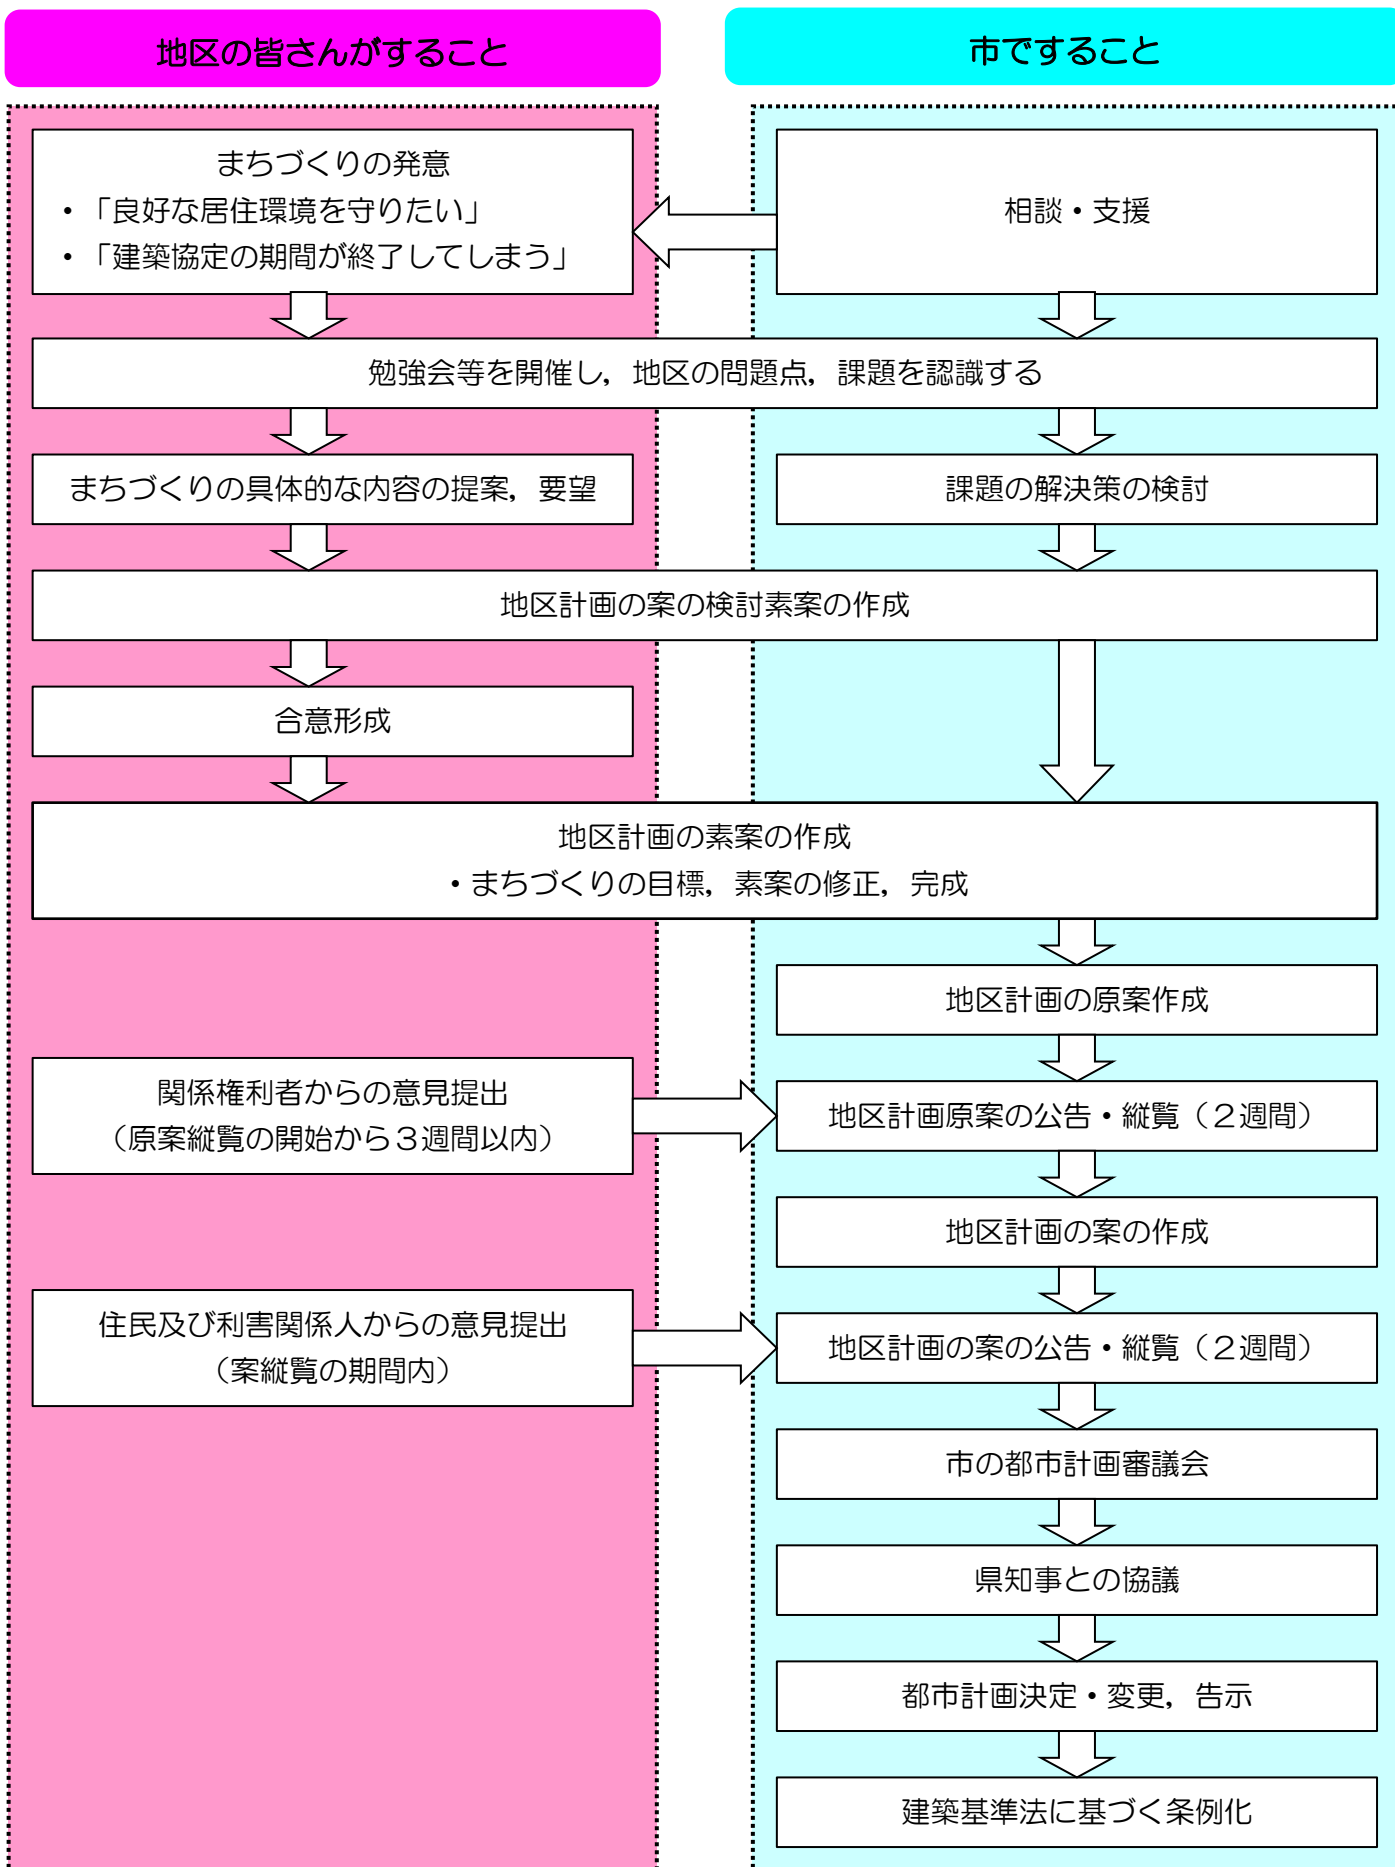 地区の皆さんがすること
市ですること
まちづくりの発意
・「良好な居住環境を守りたい」
・「建築協定の期間が終了してしまう」
相談・支援
勉強会等を開催し，地区の問題点，課題を認識する
まちづくりの具体的な内容の提案，要望
課題の解決策の検討
地区計画の案の検討素案の作成
合意形成
地区計画の素案の作成
・まちづくりの目標，素案の修正，完成
地区計画の原案作成
関係権利者からの意見提出
（原案縦覧の開始から３週間以内）
地区計画原案の公告・縦覧（２週間）
地区計画の案の作成
住民及び利害関係人からの意見提出
（案縦覧の期間内）
地区計画の案の公告・縦覧（２週間）
市の都市計画審議会
県知事との協議
都市計画決定・変更，告示
建築基準法に基づく条例化